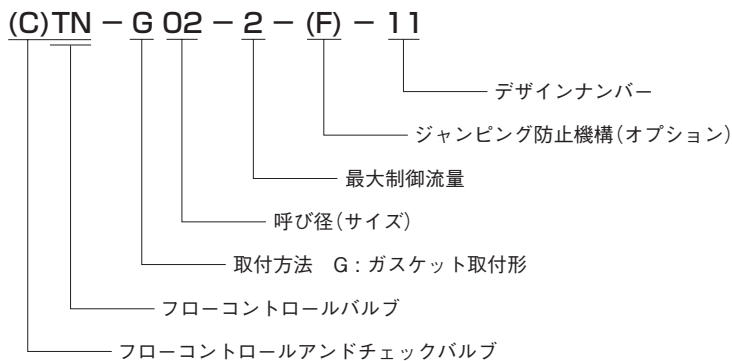 (C)TN－G 02－2－(F)－11
デザインナンバー
ジャンピング防止機構(オプション)
最大制御流量
呼び径(サイズ)
取付方法　G：ガスケット取付形
フローコントロールバルブ
フローコントロールアンドチェックバルブ